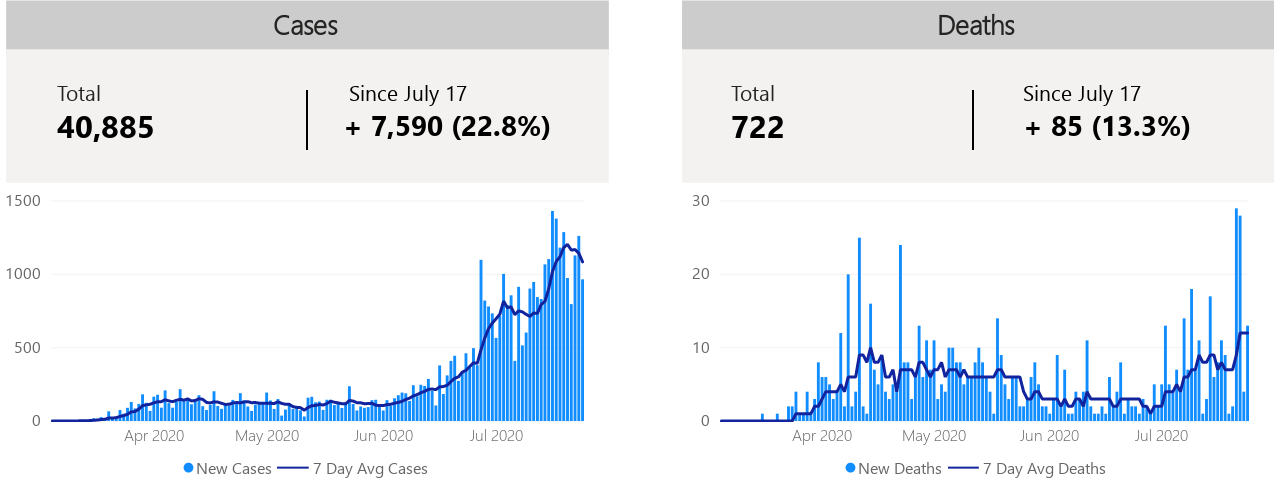 Cases
Total
40,885
Since July 17
+ 7,590 (22.8%)
1500
1000
500
0
Apr 2020
May 2020
Jun 2020
Jul 2020
New Cases
7 Day Avg Cases
Deaths
Total
722
Since July 17
+ 85 (13.3%)
30
20
10
0
Apr 2020
May 2020
Jun 2020
Jul 2020
New Deaths
7 Day Avg Deaths